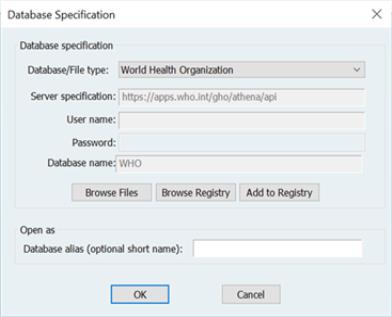 Database Specification
Database specification
Database/File type: World Health Organization
Server specification: https://apps.who.int/gho/athena/api
User name:
Password:
Database name: WHO
Browse Files Browse Registry Add to Registry
Open as
Database alias (optional short name):
OK Cancel